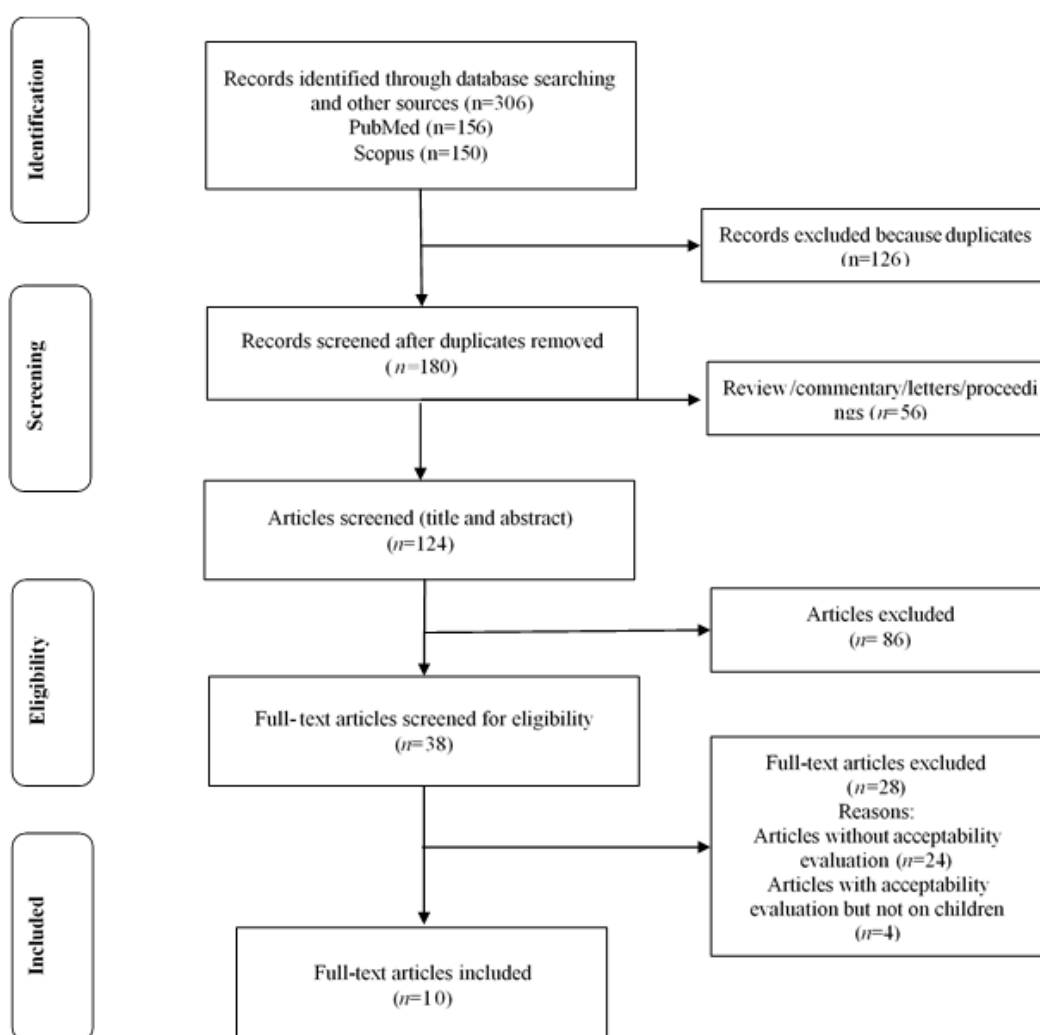 Identification
Records identified through database searching
and other sources (n=306)
PubMed (n=156)
Scopus (n=150)
Records excluded because duplicates
(n=126)
Screening
Records screened after duplicates removed
(n=180)
Review/commentary/letters/proceedi
ngs (n=56)
Articles screened (title and abstract)
(n=124)
Eligibility
Articles excluded
(n= 86)
Full-text articles screened for eligibility
(n=38)
Full-text articles excluded
(n=28)
Reasons:
Articles without acceptability
evaluation (n=24)
Articles with acceptability
evaluation but not on children
(n=4)
Included
Full-text articles included
(n=10)